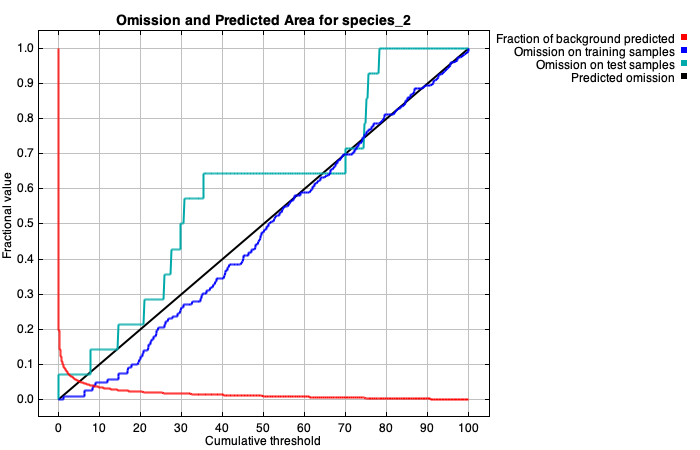 Omission and Predicted Area for species_2
Fraction of background predicted
Omission on training samples
Omission on test samples
Predicted omission
Fractional value
1.0
0.9
0.8
0.7
0.6
0.5
0.4
0.3
0.2
0.1
0.0
0 10 20 30 40 50 60 70 80 90 100
Cumulative threshold